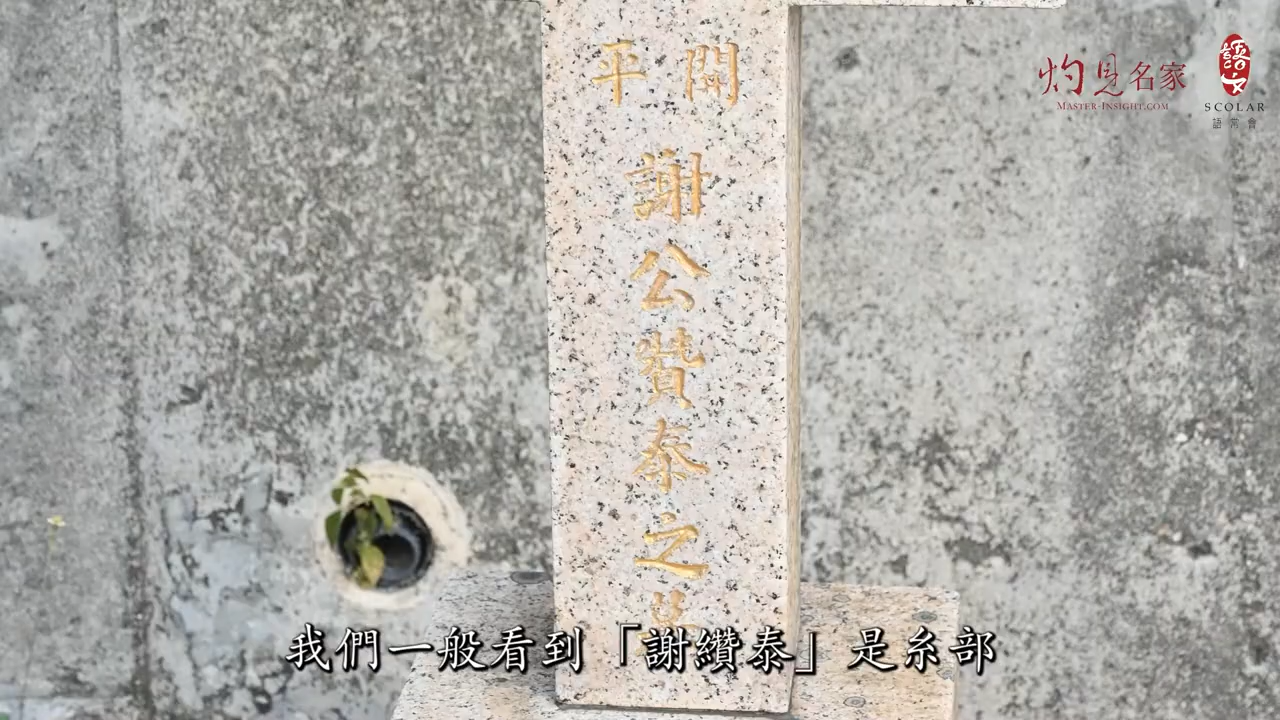 開平
謝公贊泰之墓
灼見名家
MASTER-INSIGHT.COM
語文
SCOLAR
語常會
我們一般看到「謝纘泰」是糸部